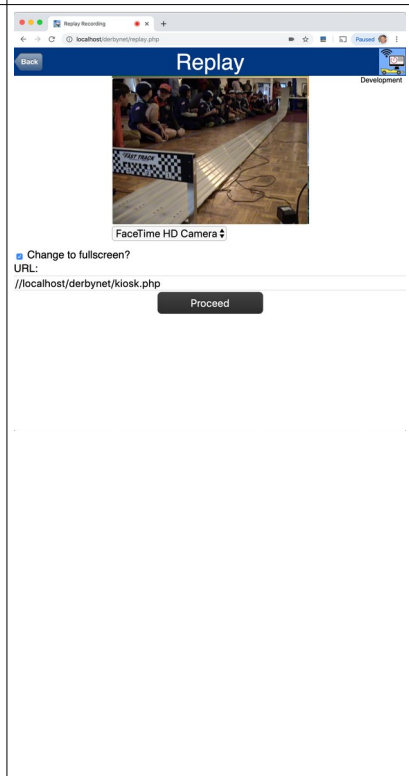 Replay Recording
localhost/derbynet/replay.php
Paused
Back
Replay
Development
FAST TRACK
FaceTime HD Camera
Change to fullscreen?
URL:
//localhost/derbynet/kiosk.php
Proceed